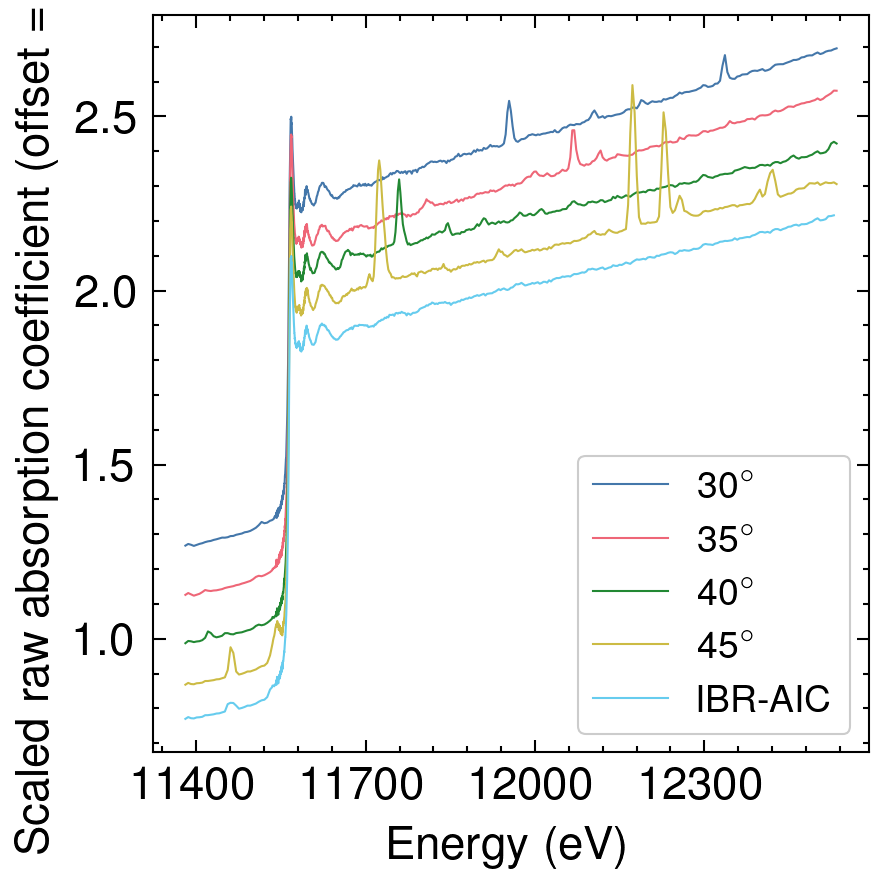 Scaled raw absorption coefficient (offset =
2.5
2.0
1.5
1.0
11400 11700 12000 12300
Energy (eV)
30°
35°
40°
45°
IBR-AIC